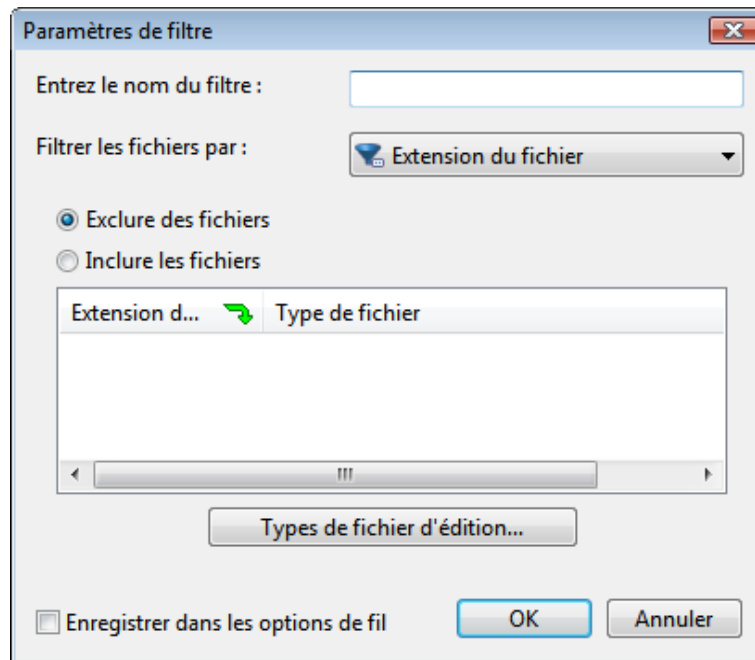 Paramètres de filtre
Entrez le nom du filtre :
Filtrer les fichiers par :
Extension du fichier
Exclure des fichiers
Inclure les fichiers
Extension d... Type de fichier
Types de fichier d'édition...
Enregistrer dans les options de fil
OK
Annuler